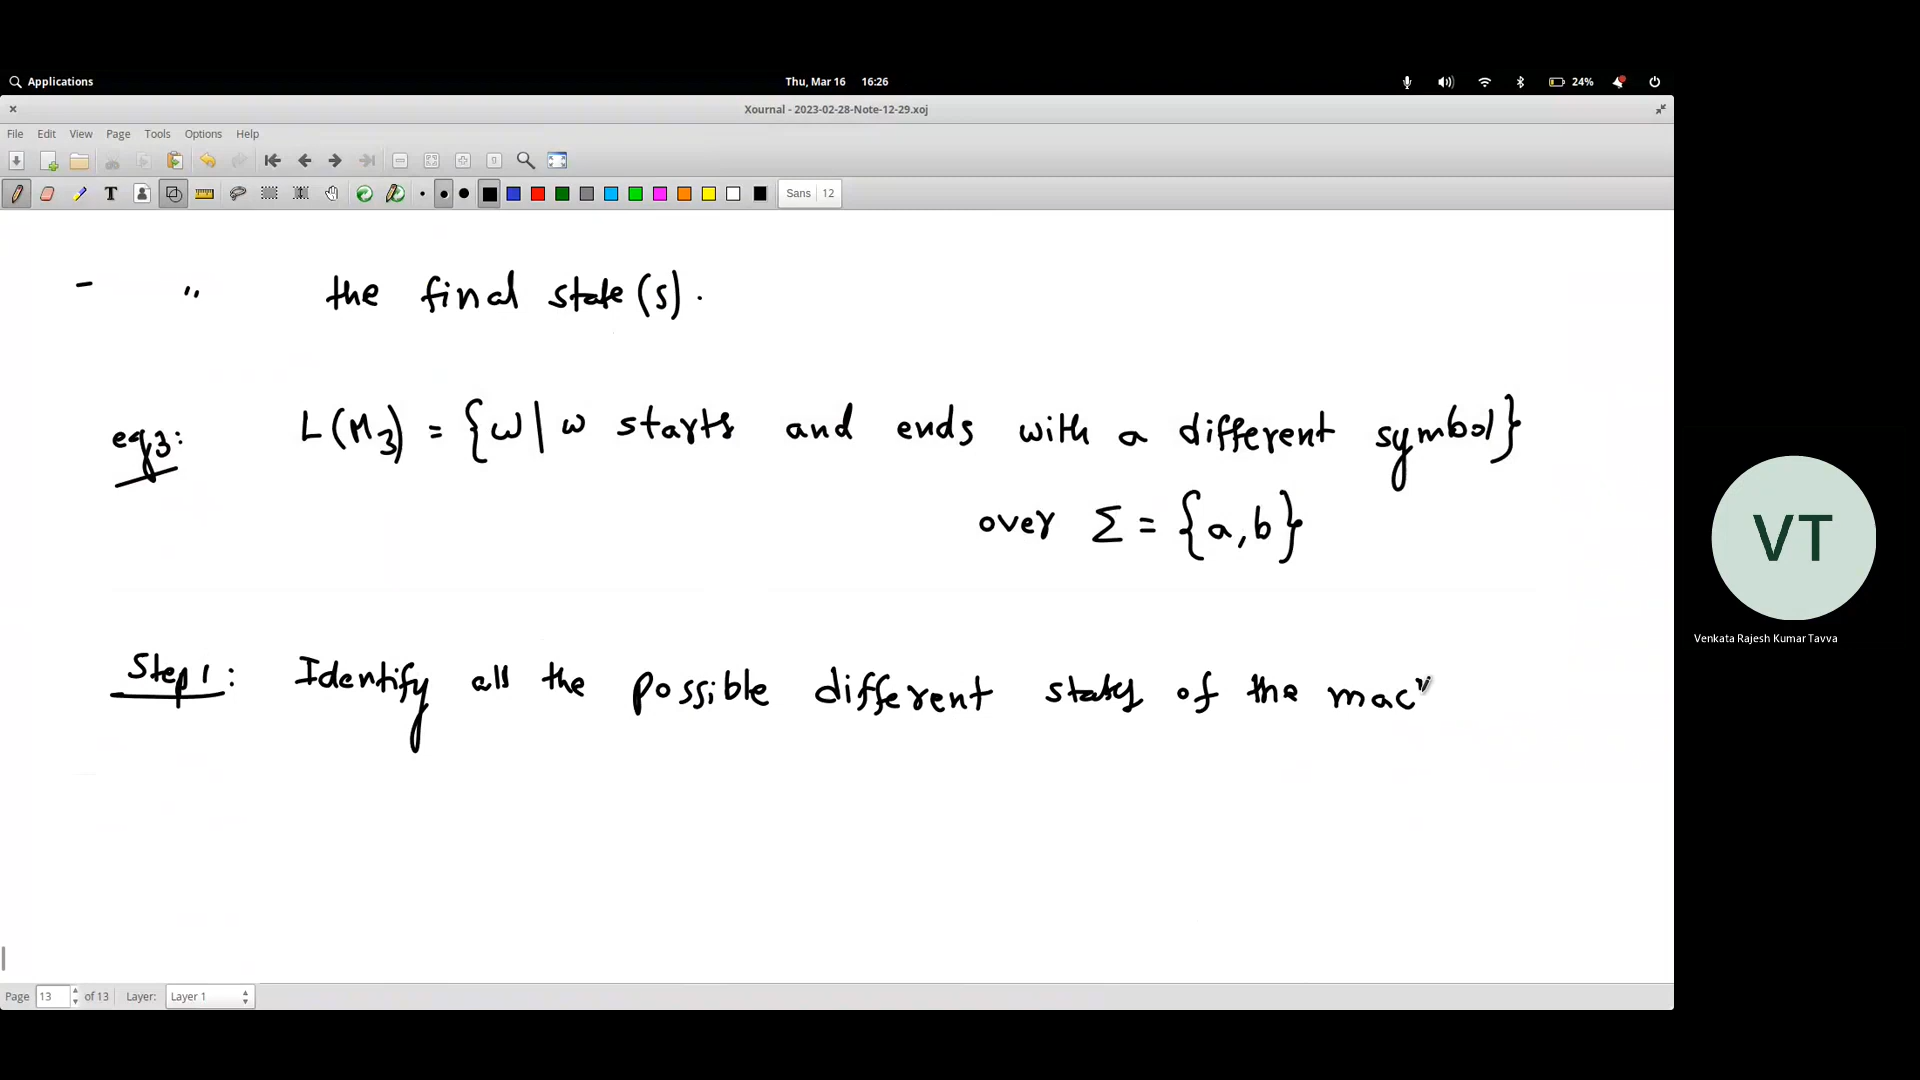 Applications Thu, Mar 16 16:26 24%
Xournal - 2023-02-28-Note-12-29.xoj
File Edit View Page Tools Options Help
Sans 12
- " the final state(s).
eg3: L(M3) = {ω | ω starts and ends with a different symbol}
over Σ = {a, b}
VT
Venkata Rajesh Kumar Tavva
Step 1: Identify all the possible different states of the mac
Page 13 of 13 Layer: Layer 1